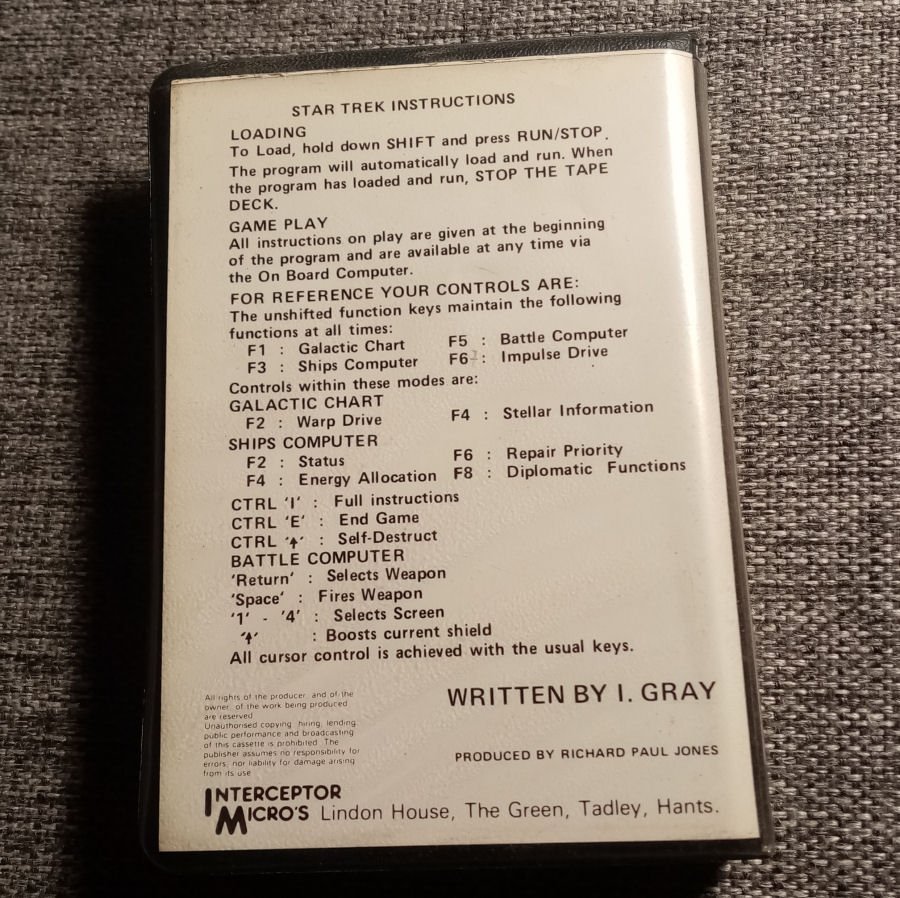 STAR TREK INSTRUCTIONS
LOADING
To Load, hold down SHIFT and press RUN/STOP.
The program will automatically load and run. When
the program has loaded and run, STOP THE TAPE
DECK.
GAME PLAY
All instructions on play are given at the beginning
of the program and are available at any time via
the On Board Computer.
FOR REFERENCE YOUR CONTROLS ARE:
The unshifted function keys maintain the following
functions at all times:
F1 : Galactic Chart F5 : Battle Computer
F3 : Ships Computer F6 : Impulse Drive
Controls within these modes are:
GALACTIC CHART
F2 : Warp Drive F4 : Stellar Information
SHIPS COMPUTER
F2 : Status F6 : Repair Priority
F4 : Energy Allocation F8 : Diplomatic Functions
CTRL 'I' : Full instructions
CTRL 'E' : End Game
CTRL '↑' : Self-Destruct
BATTLE COMPUTER
'Return' : Selects Weapon
'Space' : Fires Weapon
'1' - '4' : Selects Screen
'↑' : Boosts current shield
All cursor control is achieved with the usual keys.
WRITTEN BY I. GRAY
PRODUCED BY RICHARD PAUL JONES
All rights of the producer, and of the
owner, of the work being produced
are reserved
Unauthorised copying, hiring, lending,
public performance and broadcasting
of this cassette is prohibited. The
publisher assumes no responsibility for
errors, nor liability for damage arising
from its use
INTERCEPTOR
MICRO'S Lindon House, The Green, Tadley, Hants.